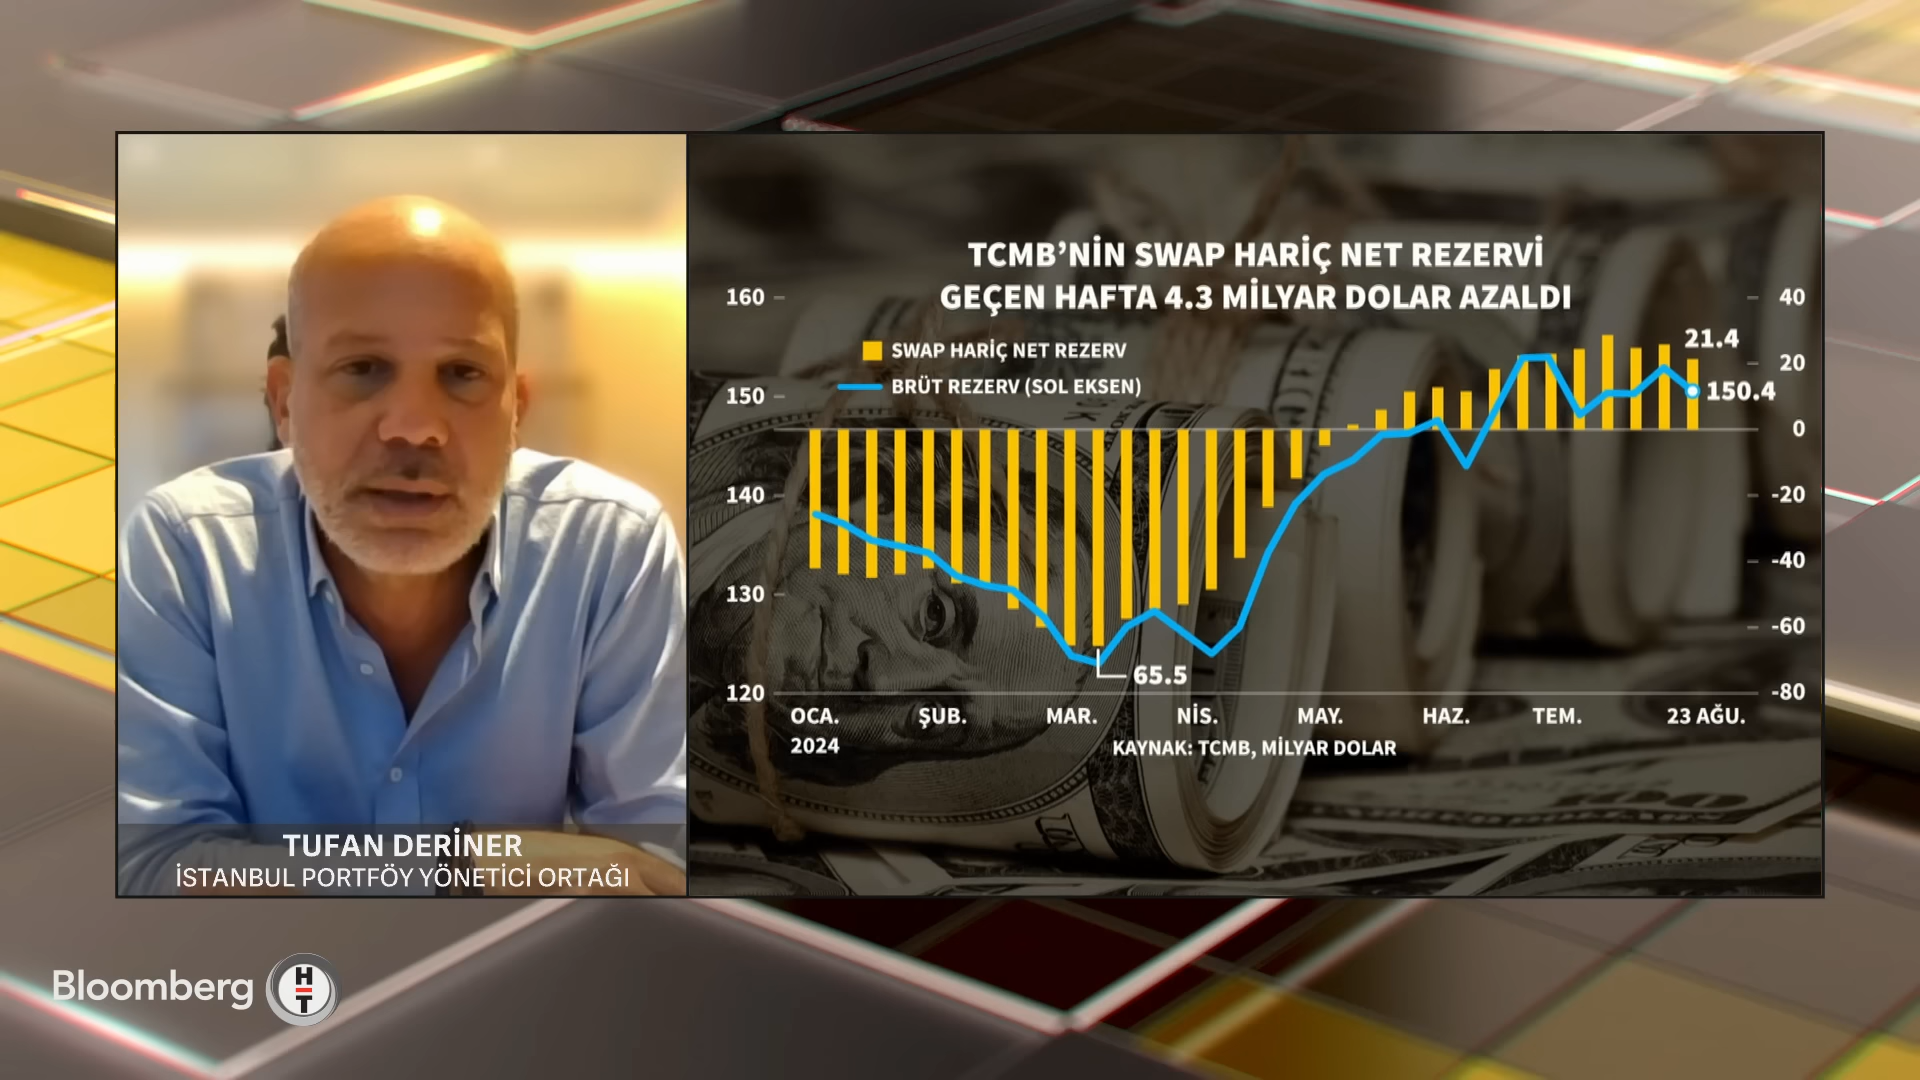 TCMB’NİN SWAP HARİÇ NET REZERVİ
GEÇEN HAFTA 4.3 MİLYAR DOLAR AZALDI
SWAP HARİÇ NET REZERV
BRÜT REZERV (SOL EKSEN)
160
150
140
130
120
40
20
0
-20
-40
-60
-80
21.4
150.4
65.5
OCA. ŞUB. MAR. NİS. MAY. HAZ. TEM. 23 AĞU.
2024
KAYNAK: TCMB, MİLYAR DOLAR
TUFAN DERİNER
İSTANBUL PORTFÖY YÖNETİCİ ORTAĞI
Bloomberg HT